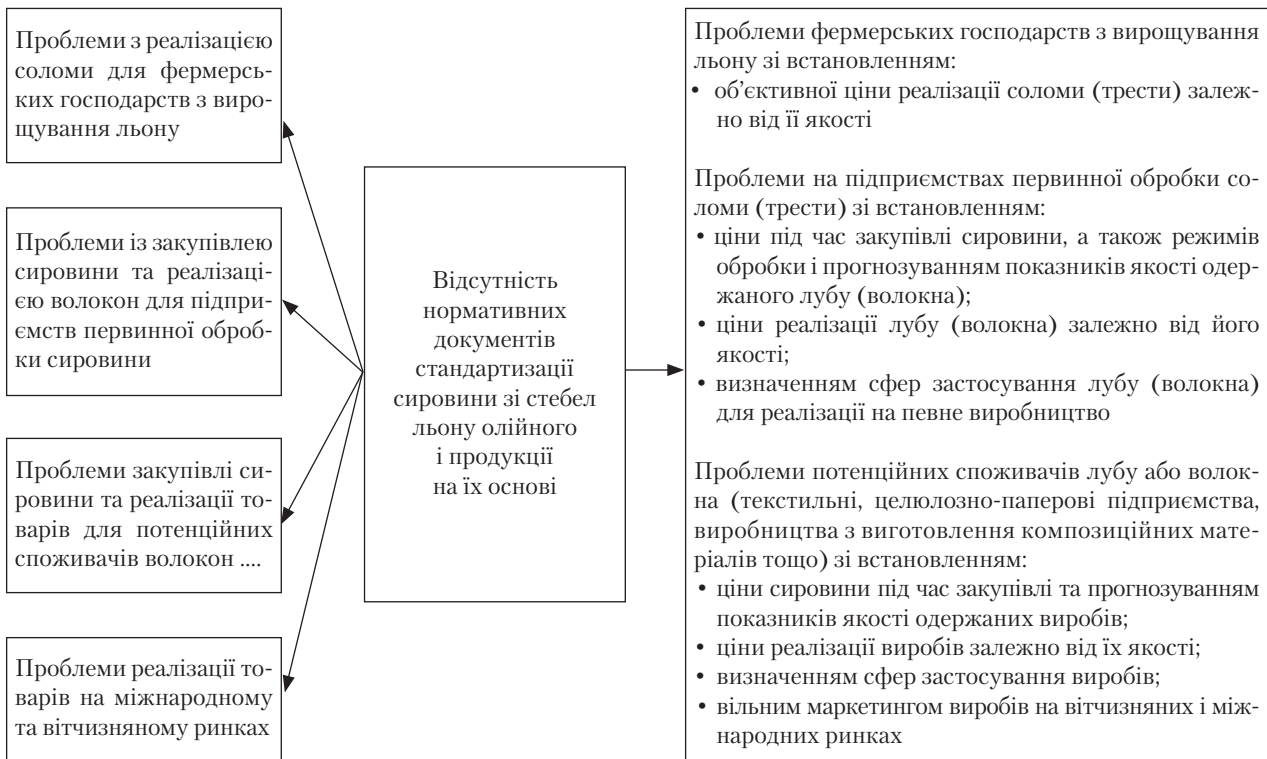 Проблеми з реалізацією
соломи для фермерсь-
ких господарств з виро-
щування льону
Проблеми із закупівлею
сировини та реалізаці-
єю волокон для підпри-
ємств первинної оброб-
ки сировини
Проблеми закупівлі си-
ровини та реалізації то-
варів для потенційних
споживачів волокон ....
Проблеми реалізації то-
варів на міжнародному
та вітчизняному ринках
Відсутність
нормативних
документів
стандартизації
сировини зі стебел
льону олійного
і продукції
на їх основі
Проблеми фермерських господарств з вирощування
льону зі встановленням:
• об’єктивної ціни реалізації соломи (трести) залеж-
но від її якості
Проблеми на підприємствах первинної обробки со-
ломи (трести) зі встановленням:
• ціни під час закупівлі сировини, а також режимів
обробки і прогнозуванням показників якості одер-
жаного лубу (волокна);
• ціни реалізації лубу (волокна) залежно від його
якості;
• визначенням сфер застосування лубу (волокна)
для реалізації на певне виробництво
Проблеми потенційних споживачів лубу або волок-
на (текстильні, целюлозно-паперові підприємства,
виробництва з виготовлення композиційних мате-
ріалів тощо) зі встановленням:
• ціни сировини під час закупівлі та прогнозуванням
показників якості одержаних виробів;
• ціни реалізації виробів залежно від їх якості;
• визначенням сфер застосування виробів;
• вільним маркетингом виробів на вітчизняних і між-
народних ринках